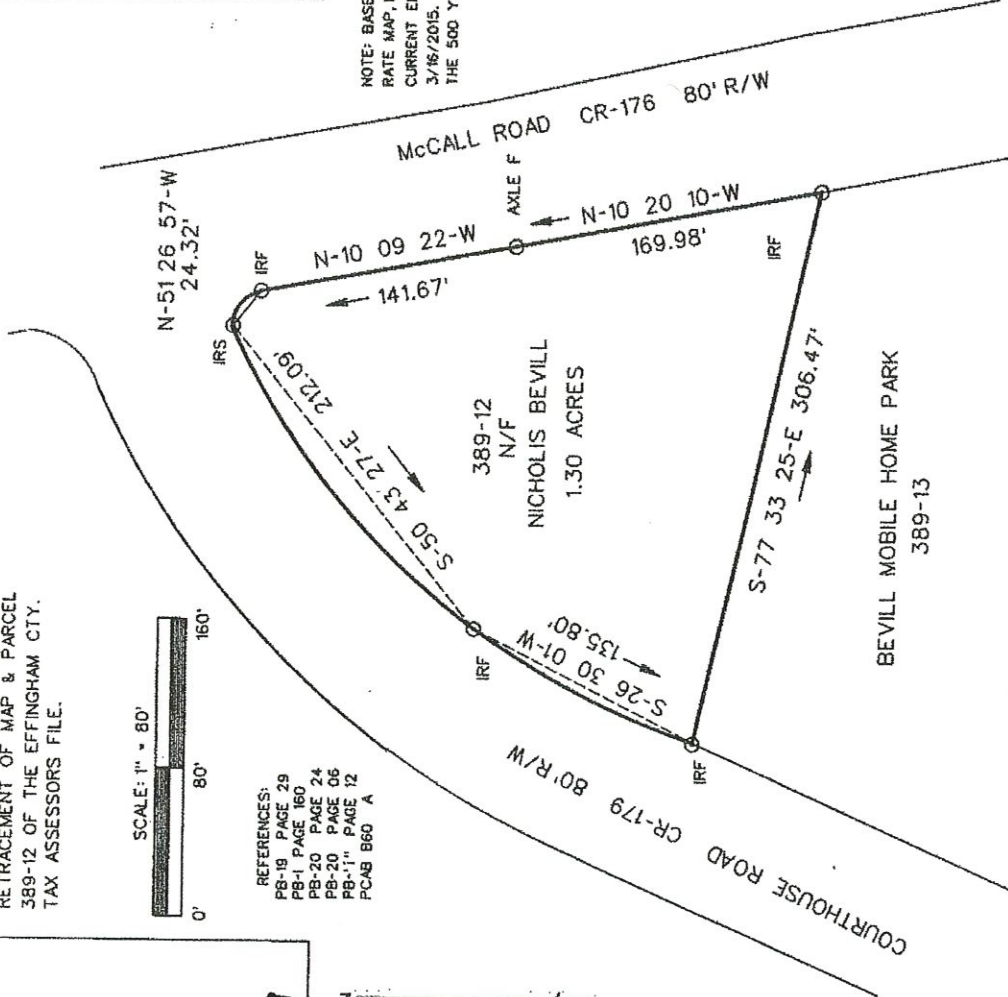 NOTE: BASE
RATE MAP,
CURRENT E
3/16/2015.
THE 500 Y
RETRACEMENT OF MAP & PARCEL
389-12 OF THE EFFINGHAM CTY.
TAX ASSESSORS FILE.
SCALE: 1" = 80'
0'
80'
160'
REFERENCES:
PB-19 PAGE 29
PB-1 PAGE 160
PB-20 PAGE 24
PB-20 PAGE 06
PB-"1" PAGE 12
PCAB B60 A
N-51 26 57-W
24.32'
IRS
IRF
N-10 09 22-W
141.67'
AXLE F
McCALL ROAD CR-176 80' R/W
N-10 20 10-W
169.98'
IRF
S-50 43 27-E 212.09'
389-12
N/F
NICHOLIS BEVILL
1.30 ACRES
IRF
S-26 30 01-W
135.80'
IRF
S-77 33 25-E 306.47'
COURTHOUSE ROAD CR-179 80' R/W
BEVILL MOBILE HOME PARK
389-13